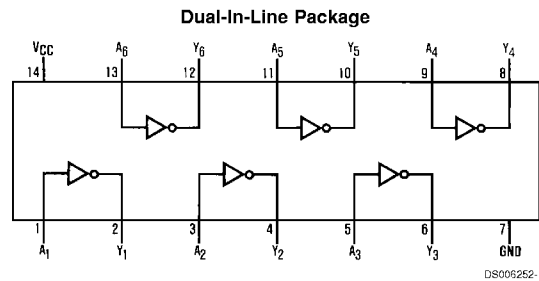 Dual-In-Line Package
VCC A6 Y6 A5 Y5 A4 Y4
14 13 12 11 10 9 8
1 2 3 4 5 6 7
A1 Y1 A2 Y2 A3 Y3 GND
DS006252-